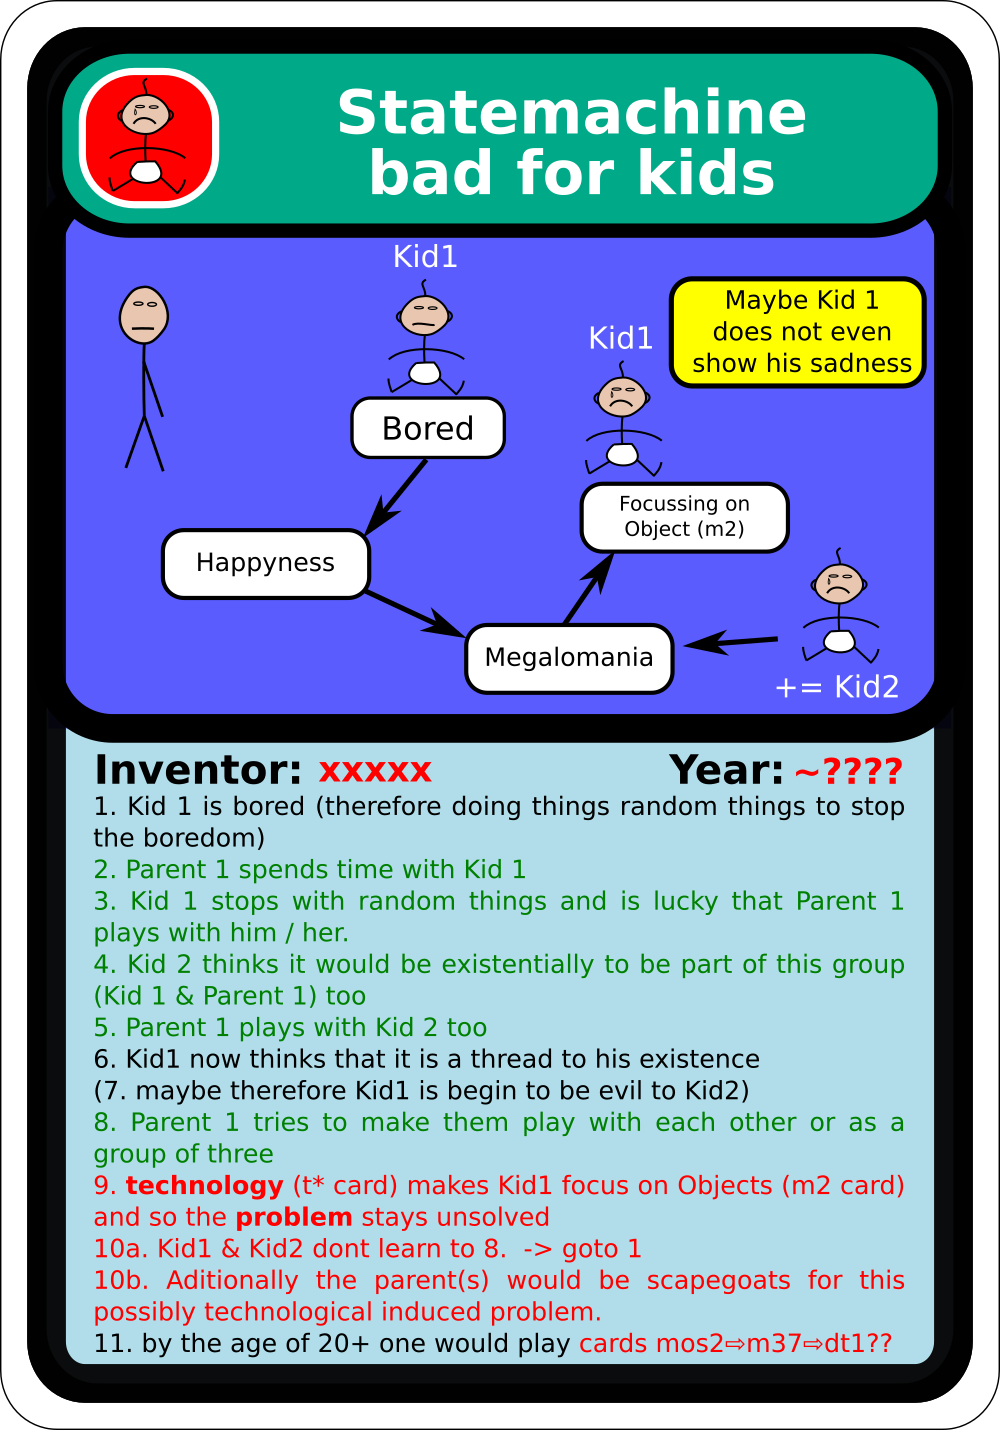 Statemachine
bad for kids
Kid1
Kid1
Maybe Kid 1
does not even
show his sadness
Bored
Focussing on
Object (m2)
Happyness
Megalomania
+= Kid2
Inventor: xxxxx Year: ~????
1. Kid 1 is bored (therefore doing things random things to stop
the boredom)
2. Parent 1 spends time with Kid 1
3. Kid 1 stops with random things and is lucky that Parent 1
plays with him / her.
4. Kid 2 thinks it would be existentially to be part of this group
(Kid 1 & Parent 1) too
5. Parent 1 plays with Kid 2 too
6. Kid1 now thinks that it is a thread to his existence
(7. maybe therefore Kid1 is begin to be evil to Kid2)
8. Parent 1 tries to make them play with each other or as a
group of three
9. technology (t* card) makes Kid1 focus on Objects (m2 card)
and so the problem stays unsolved
10a. Kid1 & Kid2 dont learn to 8.  -> goto 1
10b. Aditionally the parent(s) would be scapegoats for this
possibly technological induced problem.
11. by the age of 20+ one would play cards mos2⇨m37⇨dt1??